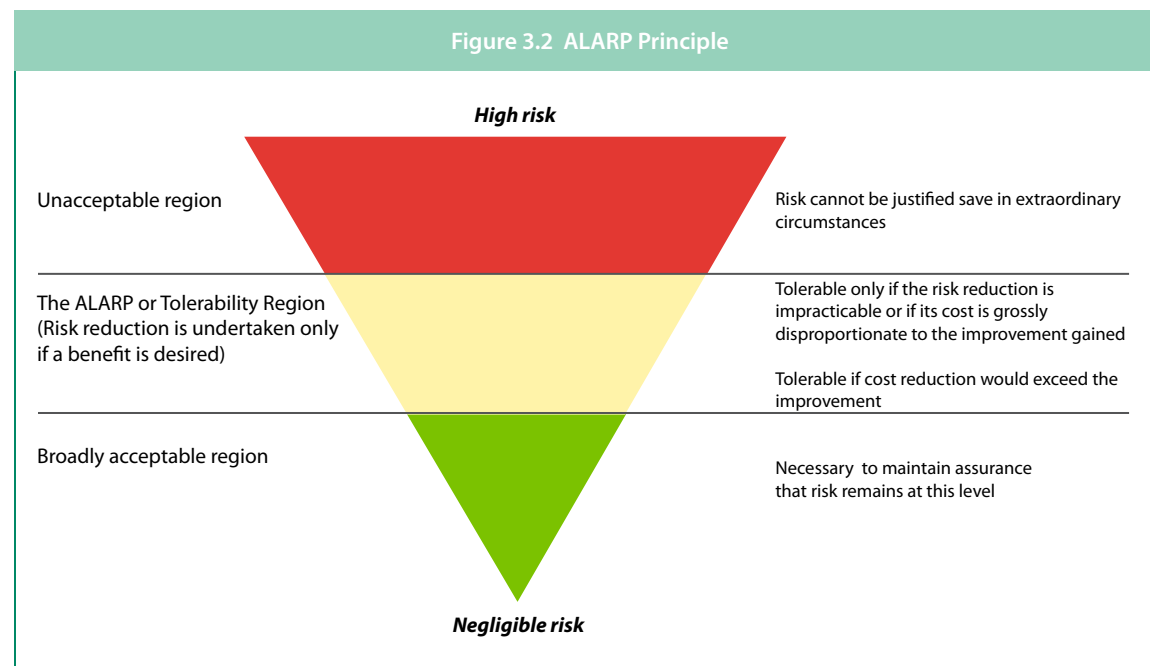 Figure 3.2 ALARP Principle
High risk
Unacceptable region
Risk cannot be justified save in extraordinary
circumstances
The ALARP or Tolerability Region
(Risk reduction is undertaken only
if a benefit is desired)
Tolerable only if the risk reduction is
impracticable or if its cost is grossly
disproportionate to the improvement gained
Tolerable if cost reduction would exceed the
improvement
Broadly acceptable region
Necessary to maintain assurance
that risk remains at this level
Negligible risk